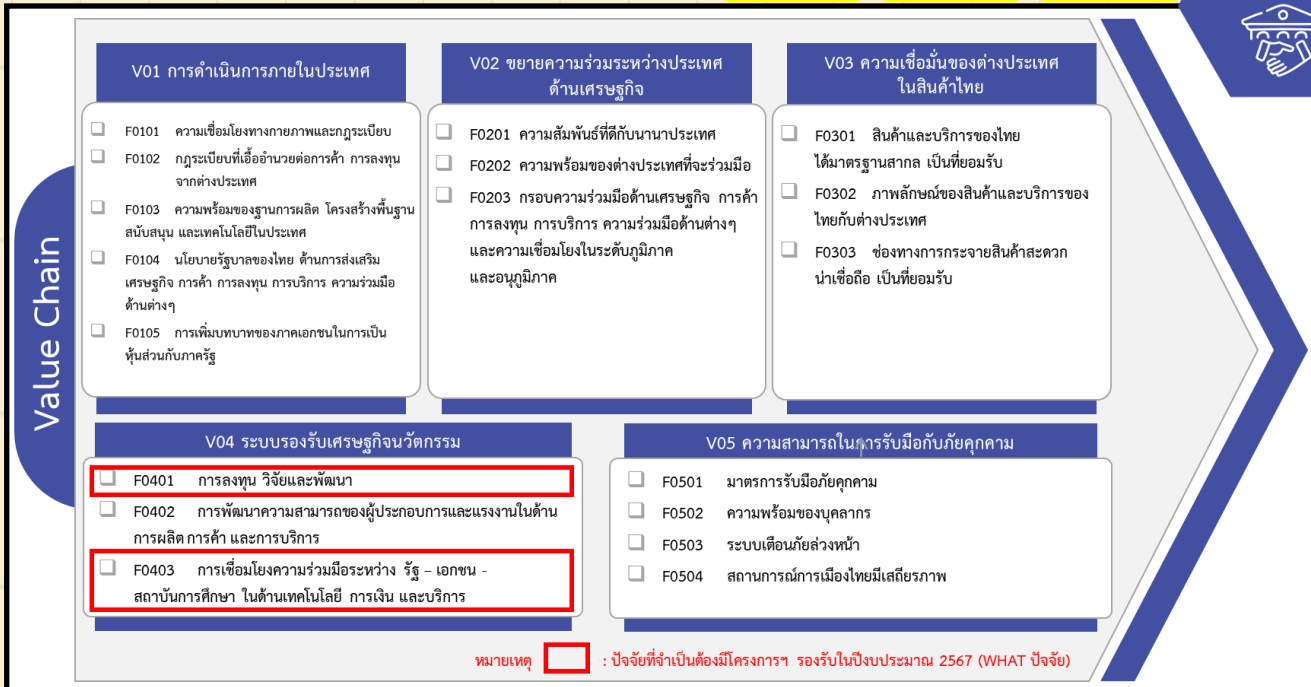 Value Chain
V01 การดำเนินการภายในประเทศ
F0101 ความเชื่อมโยงทางกายภาพและกฎระเบียบ
F0102 กฎระเบียบที่เอื้ออำนวยต่อการค้า การลงทุน
จากต่างประเทศ
F0103 ความพร้อมของฐานการผลิต โครงสร้างพื้นฐาน
สนับสนุน และเทคโนโลยีในประเทศ
F0104 นโยบายรัฐบาลของไทย ด้านการส่งเสริม
เศรษฐกิจ การค้า การลงทุน การบริการ ความร่วมมือ
ด้านต่างๆ
F0105 การเพิ่มบทบาทของภาคเอกชนในการเป็น
หุ้นส่วนกับภาครัฐ
V02 ขยายความร่วมระหว่างประเทศ
ด้านเศรษฐกิจ
F0201 ความสัมพันธ์ที่ดีกับนานาประเทศ
F0202 ความพร้อมของต่างประเทศที่จะร่วมมือ
F0203 กรอบความร่วมมือด้านเศรษฐกิจ การค้า
การลงทุน การบริการ ความร่วมมือด้านต่างๆ
และความเชื่อมโยงในระดับภูมิภาค
และอนุภูมิภาค
V03 ความเชื่อมั่นของต่างประเทศ
ในสินค้าไทย
F0301 สินค้าและบริการของไทย
ได้มาตรฐานสากล เป็นที่ยอมรับ
F0302 ภาพลักษณ์ของสินค้าและบริการของ
ไทยกับต่างประเทศ
F0303 ช่องทางการกระจายสินค้าสะดวก
น่าเชื่อถือ เป็นที่ยอมรับ
V04 ระบบรองรับเศรษฐกิจนวัตกรรม
F0401 การลงทุน วิจัยและพัฒนา
F0402 การพัฒนาความสามารถของผู้ประกอบการและแรงงานในด้าน
การผลิต การค้า และการบริการ
F0403 การเชื่อมโยงความร่วมมือระหว่าง รัฐ – เอกชน -
สถาบันการศึกษา ในด้านเทคโนโลยี การเงิน และบริการ
V05 ความสามารถในการรับมือกับภัยคุกคาม
F0501 มาตรการรับมือภัยคุกคาม
F0502 ความพร้อมของบุคลากร
F0503 ระบบเตือนภัยล่วงหน้า
F0504 สถานการณ์การเมืองไทยมีเสถียรภาพ
หมายเหตุ : ปัจจัยที่จำเป็นต้องมีโครงการฯ รองรับในปีงบประมาณ 2567 (WHAT ปัจจัย)